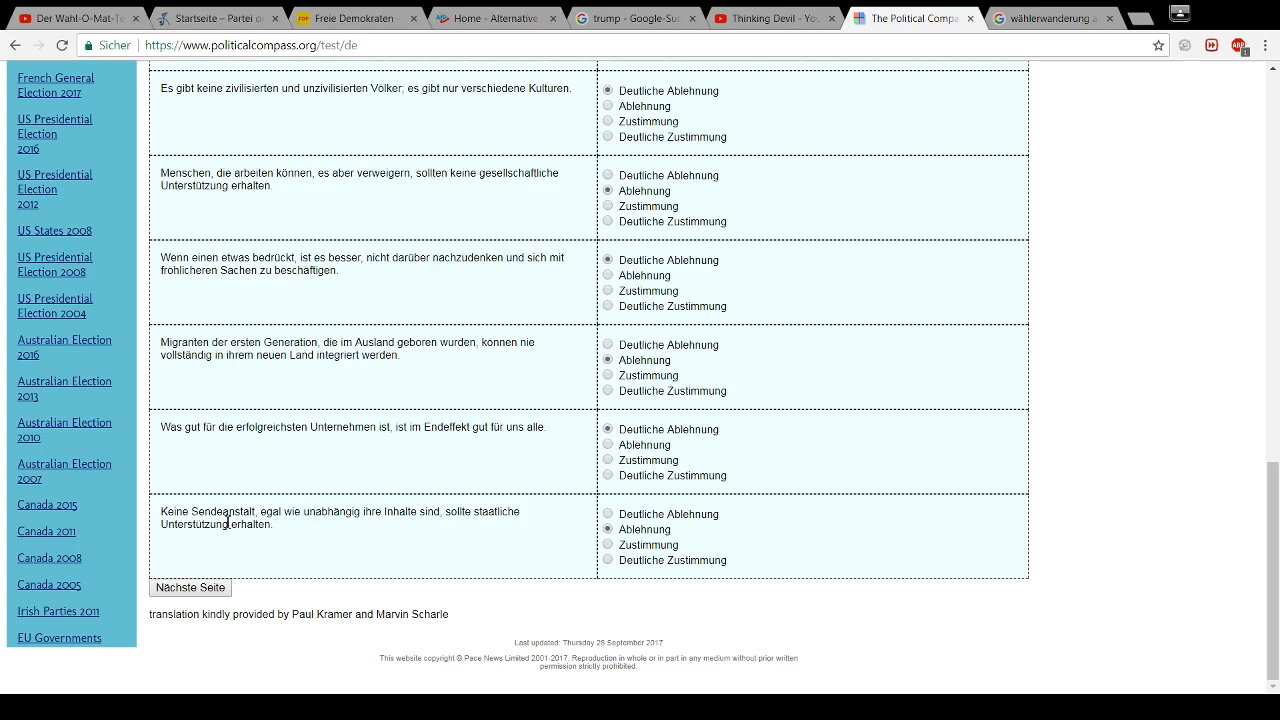 Der Wahl-O-Mat-Te
Startseite – Partei de
Freie Demokraten -
Home - Alternative
trump - Google-Suc
Thinking Devil - You
The Political Compa
wählerwanderung a
Sicher https://www.politicalcompass.org/test/de
French General
Election 2017
US Presidential
Election
2016
US Presidential
Election
2012
US States 2008
US Presidential
Election 2008
US Presidential
Election 2004
Australian Election
2016
Australian Election
2013
Australian Election
2010
Australian Election
2007
Canada 2015
Canada 2011
Canada 2008
Canada 2005
Irish Parties 2011
EU Governments
Es gibt keine zivilisierten und unzivilisierten Völker; es gibt nur verschiedene Kulturen.
Deutliche Ablehnung
Ablehnung
Zustimmung
Deutliche Zustimmung
Menschen, die arbeiten können, es aber verweigern, sollten keine gesellschaftliche
Unterstützung erhalten.
Deutliche Ablehnung
Ablehnung
Zustimmung
Deutliche Zustimmung
Wenn einen etwas bedrückt, ist es besser, nicht darüber nachzudenken und sich mit
fröhlicheren Sachen zu beschäftigen.
Deutliche Ablehnung
Ablehnung
Zustimmung
Deutliche Zustimmung
Migranten der ersten Generation, die im Ausland geboren wurden, können nie
vollständig in ihrem neuen Land integriert werden.
Deutliche Ablehnung
Ablehnung
Zustimmung
Deutliche Zustimmung
Was gut für die erfolgreichsten Unternehmen ist, ist im Endeffekt gut für uns alle.
Deutliche Ablehnung
Ablehnung
Zustimmung
Deutliche Zustimmung
Keine Sendeanstalt, egal wie unabhängig ihre Inhalte sind, sollte staatliche
Unterstützung erhalten.
Deutliche Ablehnung
Ablehnung
Zustimmung
Deutliche Zustimmung
Nächste Seite
translation kindly provided by Paul Kramer and Marvin Scharle
Last updated: Thursday 28 September 2017
This website copyright © Pace News Limited 2001-2017. Reproduction in whole or in part in any medium without prior written
permission strictly prohibited.